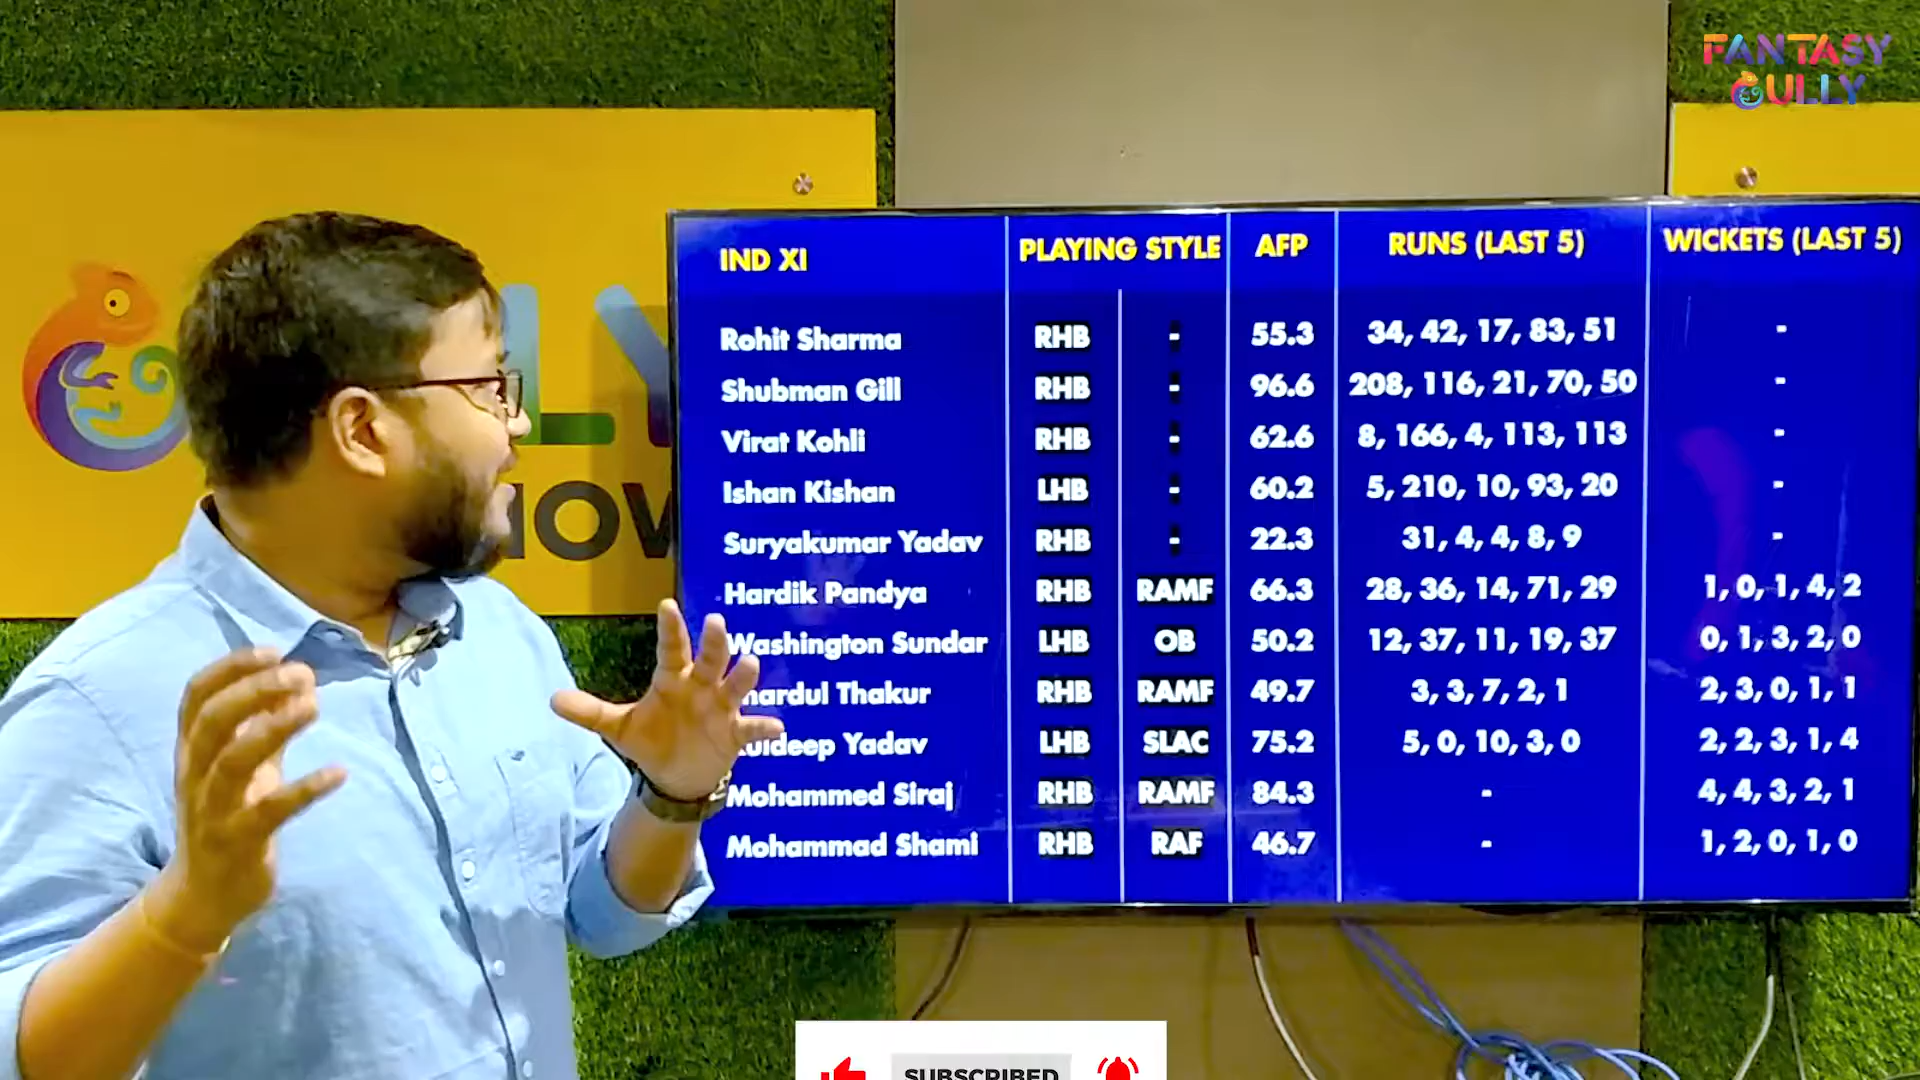 FANTASY
GULLY
LY
NOW
IND XI PLAYING STYLE AFP RUNS (LAST 5) WICKETS (LAST 5)
Rohit Sharma RHB - 55.3 34, 42, 17, 83, 51 -
Shubman Gill RHB - 96.6 208, 116, 21, 70, 50 -
Virat Kohli RHB - 62.6 8, 166, 4, 113, 113 -
Ishan Kishan LHB - 60.2 5, 210, 10, 93, 20 -
Suryakumar Yadav RHB - 22.3 31, 4, 4, 8, 9 -
Hardik Pandya RHB RAMF 66.3 28, 36, 14, 71, 29 1, 0, 1, 4, 2
Washington Sundar LHB OB 50.2 12, 37, 11, 19, 37 0, 1, 3, 2, 0
hardul Thakur RHB RAMF 49.7 3, 3, 7, 2, 1 2, 3, 0, 1, 1
uldeep Yadav LHB SLAC 75.2 5, 0, 10, 3, 0 2, 2, 3, 1, 4
Mohammed Siraj RHB RAMF 84.3 - 4, 4, 3, 2, 1
Mohammad Shami RHB RAF 46.7 - 1, 2, 0, 1, 0
SUBSCRIBED